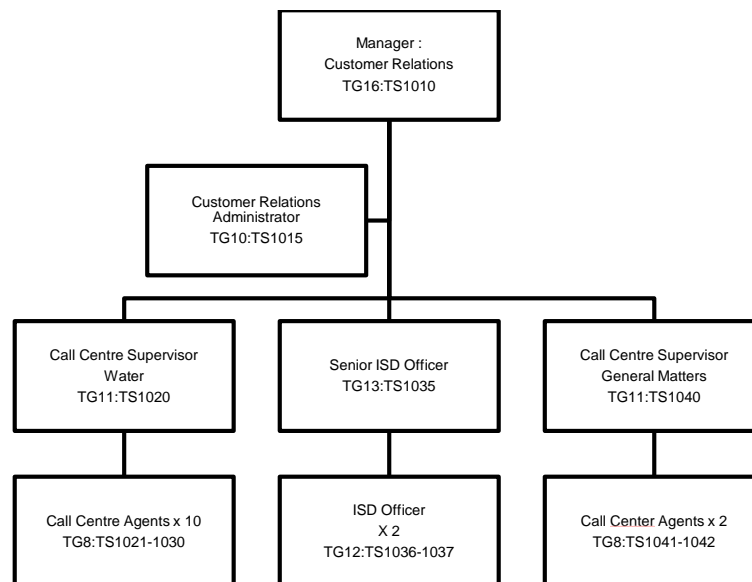 Manager :
Customer Relations
TG16:TS1010
Customer Relations
Administrator
TG10:TS1015
Call Centre Supervisor
Water
TG11:TS1020
Senior ISD Officer
TG13:TS1035
Call Centre Supervisor
General Matters
TG11:TS1040
Call Centre Agents x 10
TG8:TS1021-1030
ISD Officer
X 2
TG12:TS1036-1037
Call Center Agents x 2
TG8:TS1041-1042